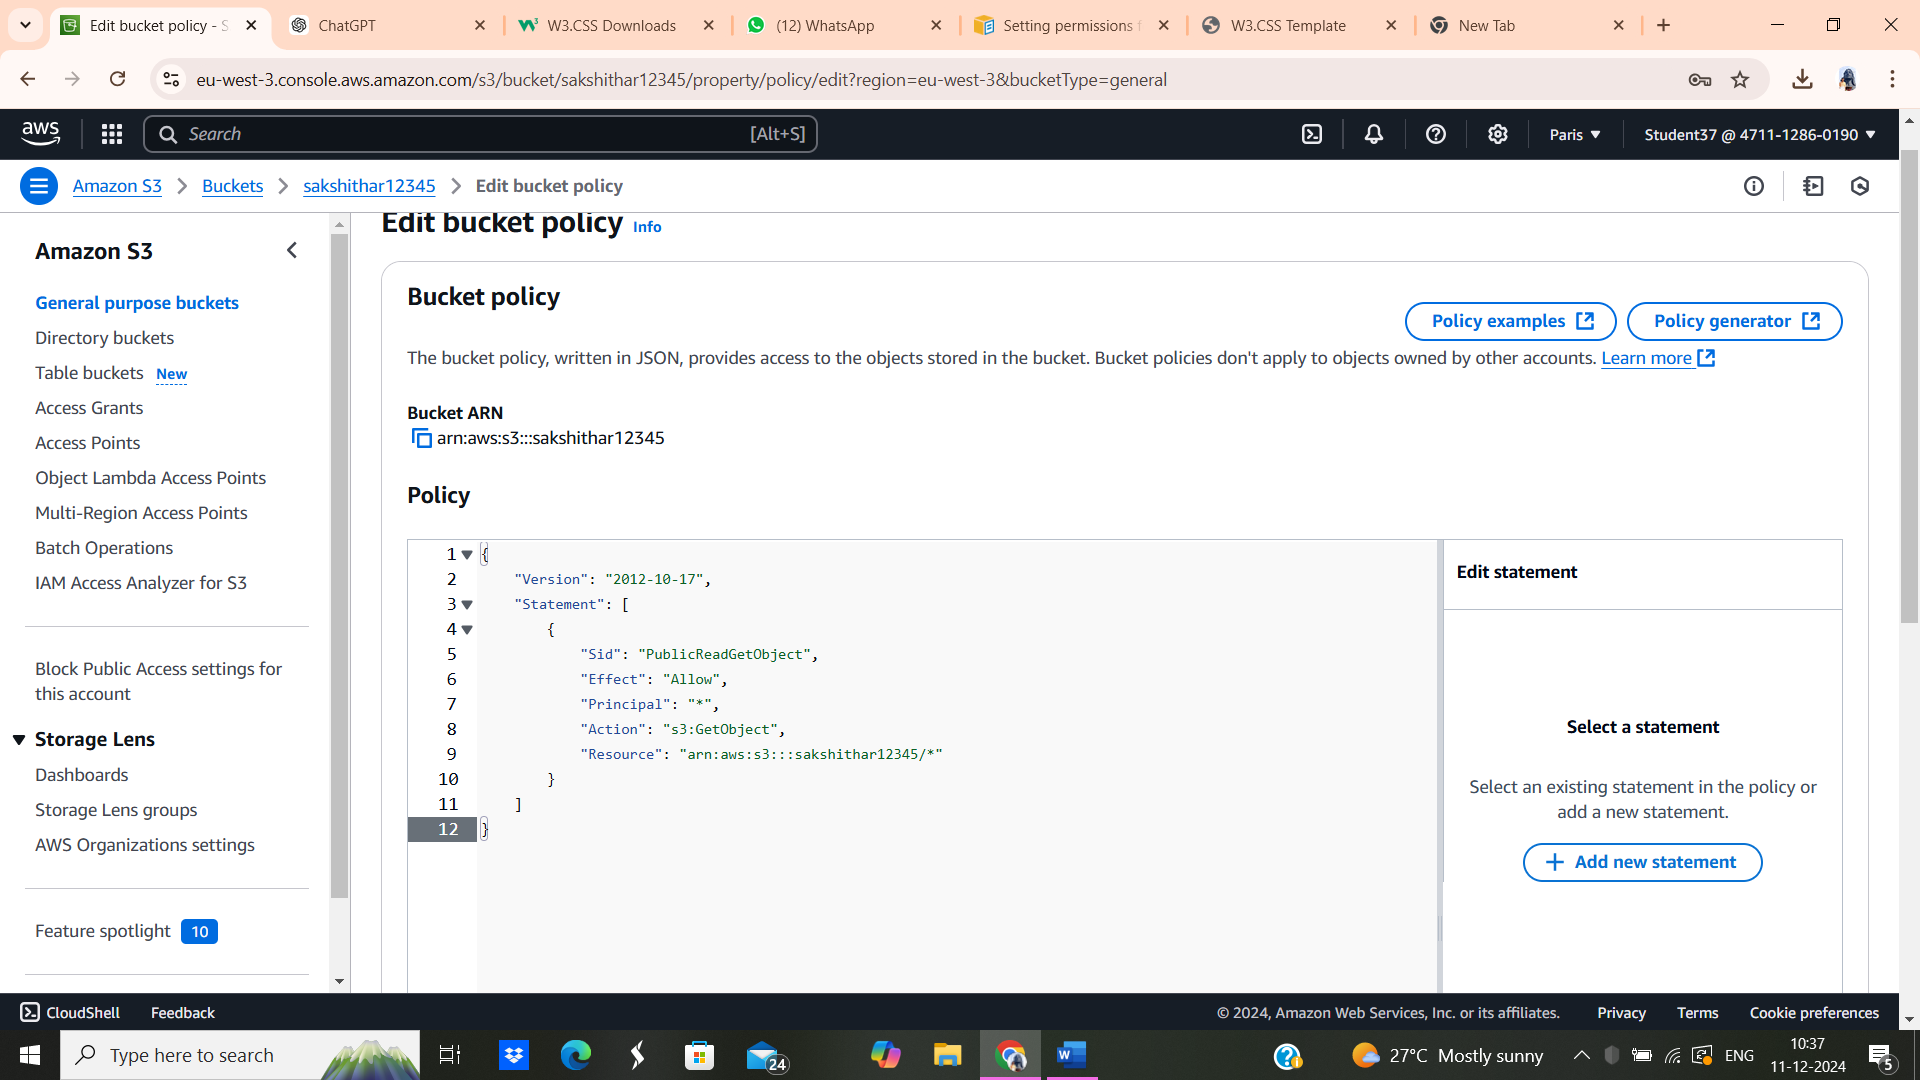 Edit bucket policy - S
ChatGPT
W3.CSS Downloads
(12) WhatsApp
Setting permissions f
W3.CSS Template
New Tab
eu-west-3.console.aws.amazon.com/s3/bucket/sakshithar12345/property/policy/edit?region=eu-west-3&bucketType=general
aws
Search
[Alt+S]
Paris
Student37 @ 4711-1286-0190
Amazon S3
Buckets
sakshithar12345
Edit bucket policy
Amazon S3
General purpose buckets
Directory buckets
Table buckets New
Access Grants
Access Points
Object Lambda Access Points
Multi-Region Access Points
Batch Operations
IAM Access Analyzer for S3
Block Public Access settings for
this account
Storage Lens
Dashboards
Storage Lens groups
AWS Organizations settings
Feature spotlight 10
Edit bucket policy Info
Bucket policy
Policy examples
Policy generator
The bucket policy, written in JSON, provides access to the objects stored in the bucket. Bucket policies don't apply to objects owned by other accounts. Learn more
Bucket ARN
arn:aws:s3:::sakshithar12345
Policy
1 {
2 "Version": "2012-10-17",
3 "Statement": [
4 {
5 "Sid": "PublicReadGetObject",
6 "Effect": "Allow",
7 "Principal": "*",
8 "Action": "s3:GetObject",
9 "Resource": "arn:aws:s3:::sakshithar12345/*"
10 }
11 ]
12 }
Edit statement
Select a statement
Select an existing statement in the policy or
add a new statement.
+ Add new statement
CloudShell
Feedback
© 2024, Amazon Web Services, Inc. or its affiliates.
Privacy
Terms
Cookie preferences
Type here to search
24
27°C Mostly sunny
ENG
10:37
11-12-2024
5